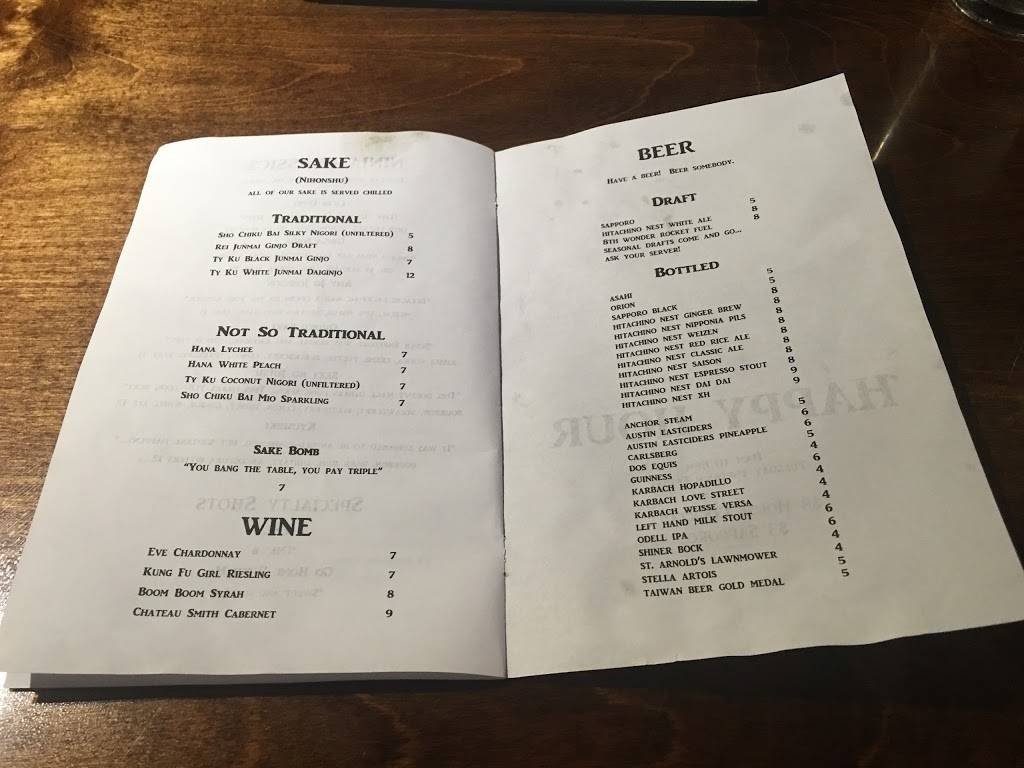 SAKE
(Nihonshu)
all of our sake is served chilled
Traditional
Sho Chiku Bai Silky Nigori (unfiltered) 5
Rei Junmai Ginjo Draft 8
Ty Ku Black Junmai Ginjo 7
Ty Ku White Junmai Daiginjo 12
Not So Traditional
Hana Lychee 7
Hana White Peach 7
Ty Ku Coconut Nigori (unfiltered) 7
Sho Chiku Bai Mio Sparkling 7
Sake Bomb
"You bang the table, you pay triple"
7
WINE
Eve Chardonnay 7
Kung Fu Girl Riesling 7
Boom Boom Syrah 8
Chateau Smith Cabernet 9
BEER
Have a beer! Beer somebody.
Draft
Sapporo 5
Hitachino Nest White Ale 8
8th Wonder Rocket Fuel 8
Seasonal drafts come and go...
Ask your server!
Bottled
Asahi 5
Orion 5
Sapporo Black 8
Hitachino Nest Ginger Brew 8
Hitachino Nest Nipponia Pils 8
Hitachino Nest Weizen 8
Hitachino Nest Red Rice Ale 8
Hitachino Nest Classic Ale 8
Hitachino Nest Saison 8
Hitachino Nest Espresso Stout 8
Hitachino Nest Dai Dai 9
Hitachino Nest XH 9
Anchor Steam 5
Austin Eastciders 6
Austin Eastciders Pineapple 6
Carlsberg 5
Dos Equis 4
Guinness 6
Karbach Hopadillo 4
Karbach Love Street 4
Karbach Weisse Versa 4
Left Hand Milk Stout 6
Odell IPA 6
Shiner Bock 4
St. Arnold's Lawnmower 4
Stella Artois 5
Taiwan Beer Gold Medal 5
HAPPY HOUR